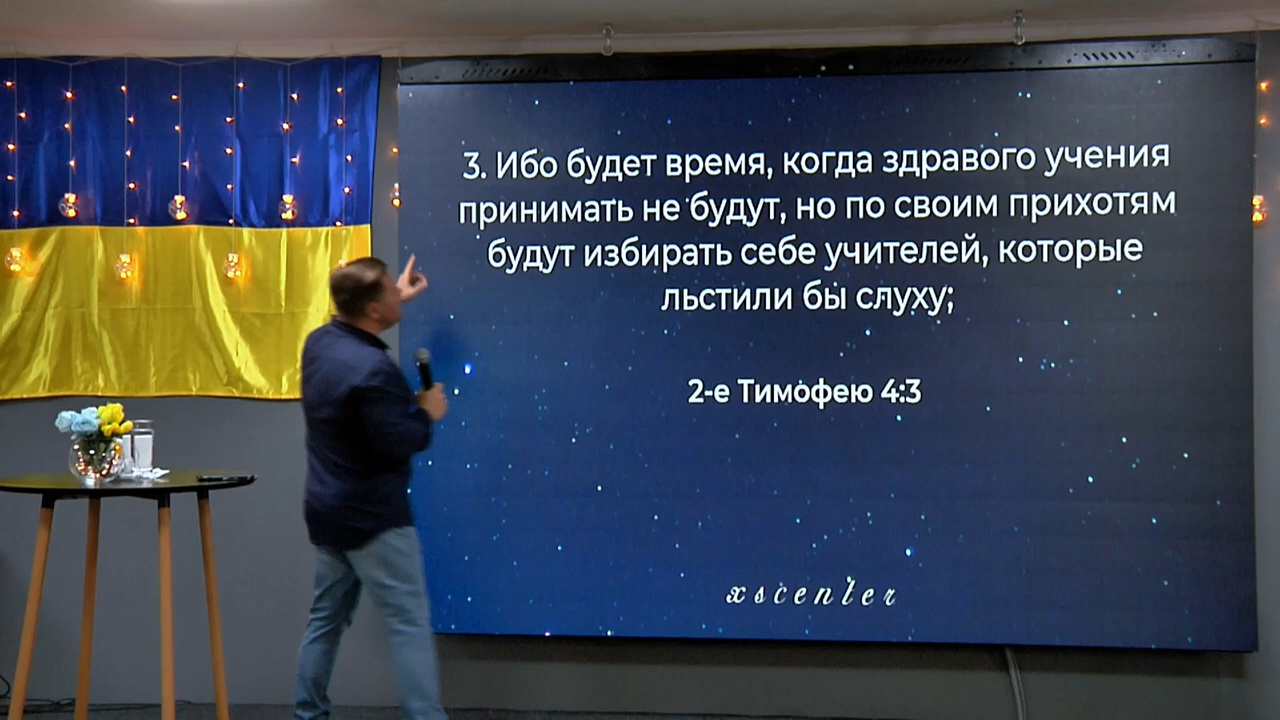 3. Ибо будет время, когда здравого учения
принимать не будут, но по своим прихотям
будут избирать себе учителей, которые
льстили бы слуху;
2-е Тимофею 4:3
xscenter